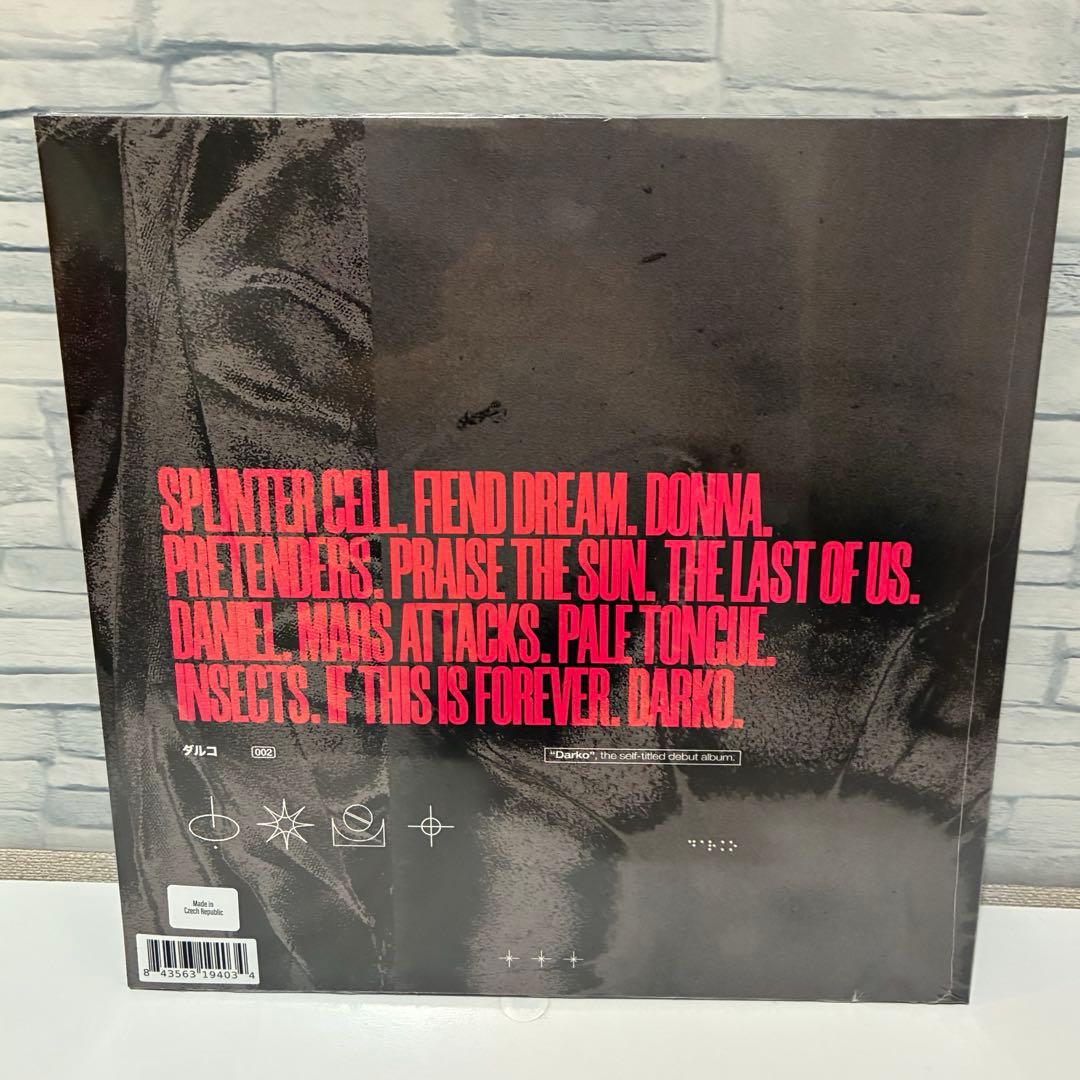 SPLINTER CELL. FIEND DREAM. DONNA.
PRETENDERS. PRAISE THE SUN. THE LAST OF US.
DANIEL. MARS ATTACKS. PALE TONGUE.
INSECTS. IF THIS IS FOREVER. DARKO.
ダルコ 002 "Darko", the self-titled debut album.
⠙⠁⠗⠅⠕
Made in
Czech Republic
8 43563 19403 4